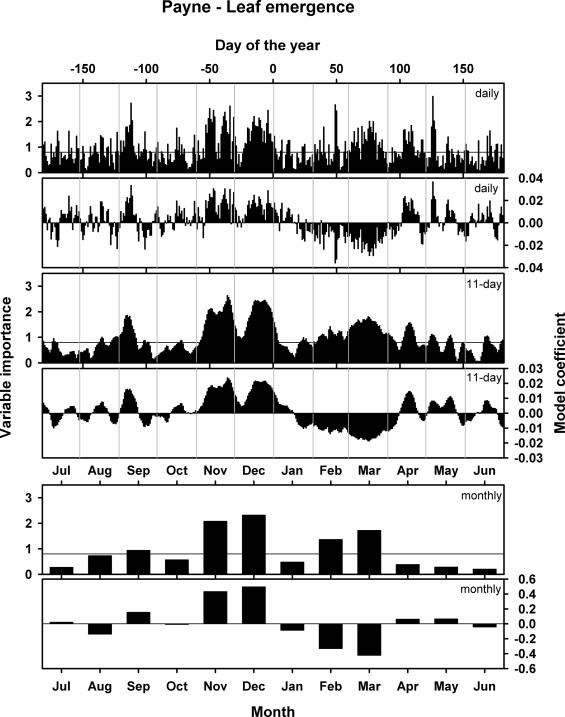 Payne - Leaf emergence
Day of the year
-150 -100 -50 0 50 100 150
daily
3
2
1
0
daily
0.04
0.02
0.00
-0.02
-0.04
11-day
3
2
1
0
11-day
0.03
0.02
0.01
0.00
-0.01
-0.02
-0.03
Variable importance
Model coefficient
Jul Aug Sep Oct Nov Dec Jan Feb Mar Apr May Jun
monthly
3
2
1
0
monthly
0.6
0.4
0.2
0.0
-0.2
-0.4
-0.6
Jul Aug Sep Oct Nov Dec Jan Feb Mar Apr May Jun
Month